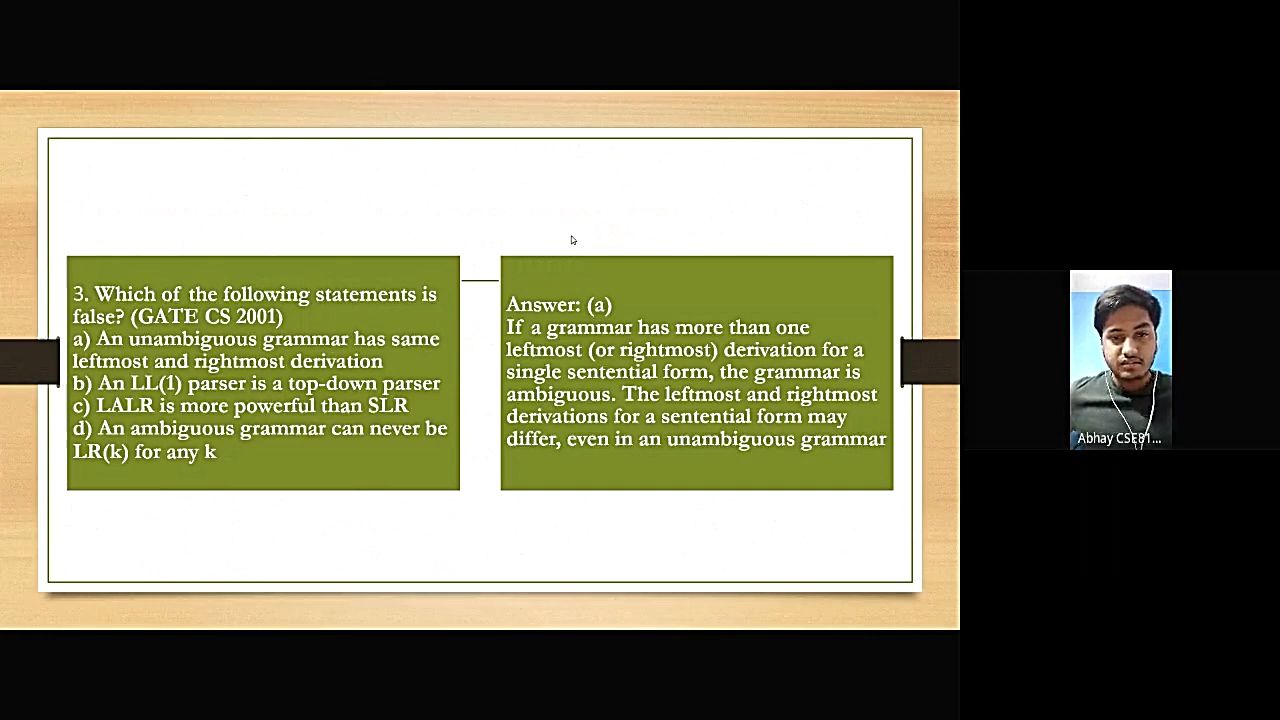 3. Which of the following statements is
false? (GATE CS 2001)
a) An unambiguous grammar has same
leftmost and rightmost derivation
b) An LL(1) parser is a top-down parser
c) LALR is more powerful than SLR
d) An ambiguous grammar can never be
LR(k) for any k
Answer: (a)
If a grammar has more than one
leftmost (or rightmost) derivation for a
single sentential form, the grammar is
ambiguous. The leftmost and rightmost
derivations for a sentential form may
differ, even in an unambiguous grammar
Abhay CSE81...